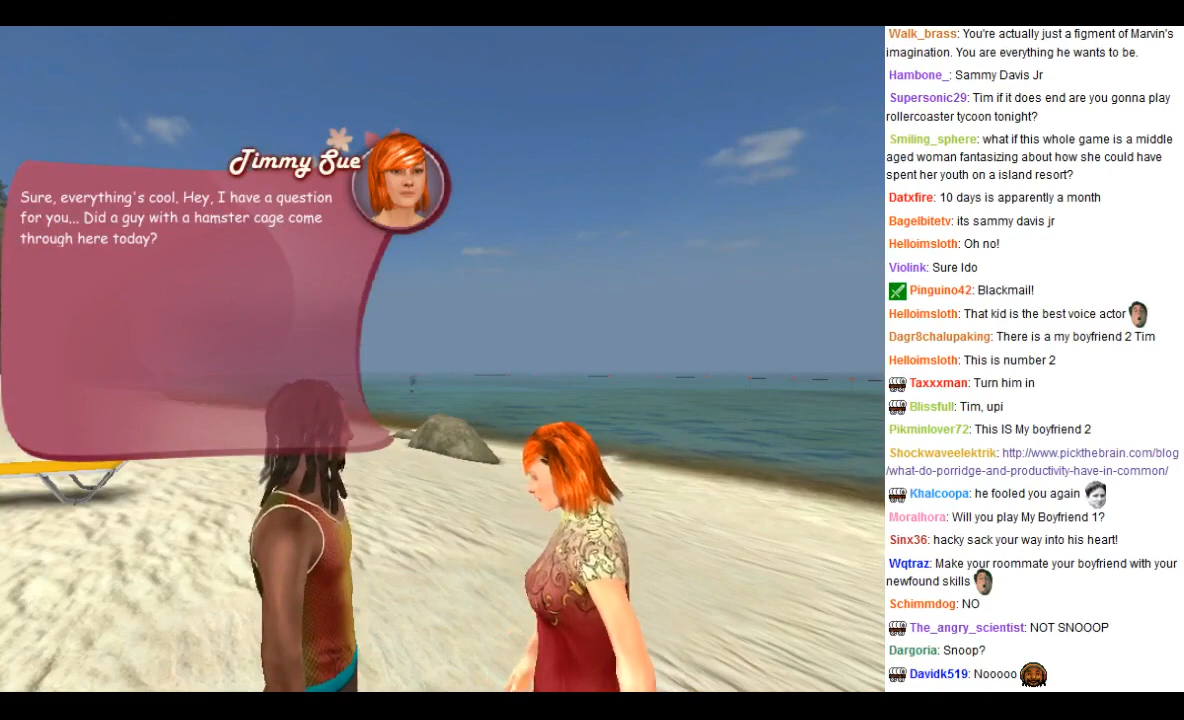 Timmy Sue
Sure, everything's cool. Hey, I have a question
for you... Did a guy with a hamster cage come
through here today?
Walk_brass: You're actually just a figment of Marvin's
imagination. You are everything he wants to be.
Hambone_: Sammy Davis Jr
Supersonic29: Tim if it does end are you gonna play
rollercoaster tycoon tonight?
Smiling_sphere: what if this whole game is a middle
aged woman fantasizing about how she could have
spent her youth on a island resort?
Datxfire: 10 days is apparently a month
Bagelbitetv: its sammy davis jr
Helloimsloth: Oh no!
Violink: Sure Ido
Pinguino42: Blackmail!
Helloimsloth: That kid is the best voice actor
Dagr8chalupaking: There is a my boyfriend 2 Tim
Helloimsloth: This is number 2
Taxxxman: Turn him in
Blissfull: Tim, upi
Pikminlover72: This IS My boyfriend 2
Shockwaveelektrik: http://www.pickthebrain.com/blog
/what-do-porridge-and-productivity-have-in-common/
Khalcoopa: he fooled you again
Moralhora: Will you play My Boyfriend 1?
Sinx36: hacky sack your way into his heart!
Wqtraz: Make your roommate your boyfriend with your
newfound skills
Schimmdog: NO
The_angry_scientist: NOT SNOOOP
Dargoria: Snoop?
Davidk519: Nooooo